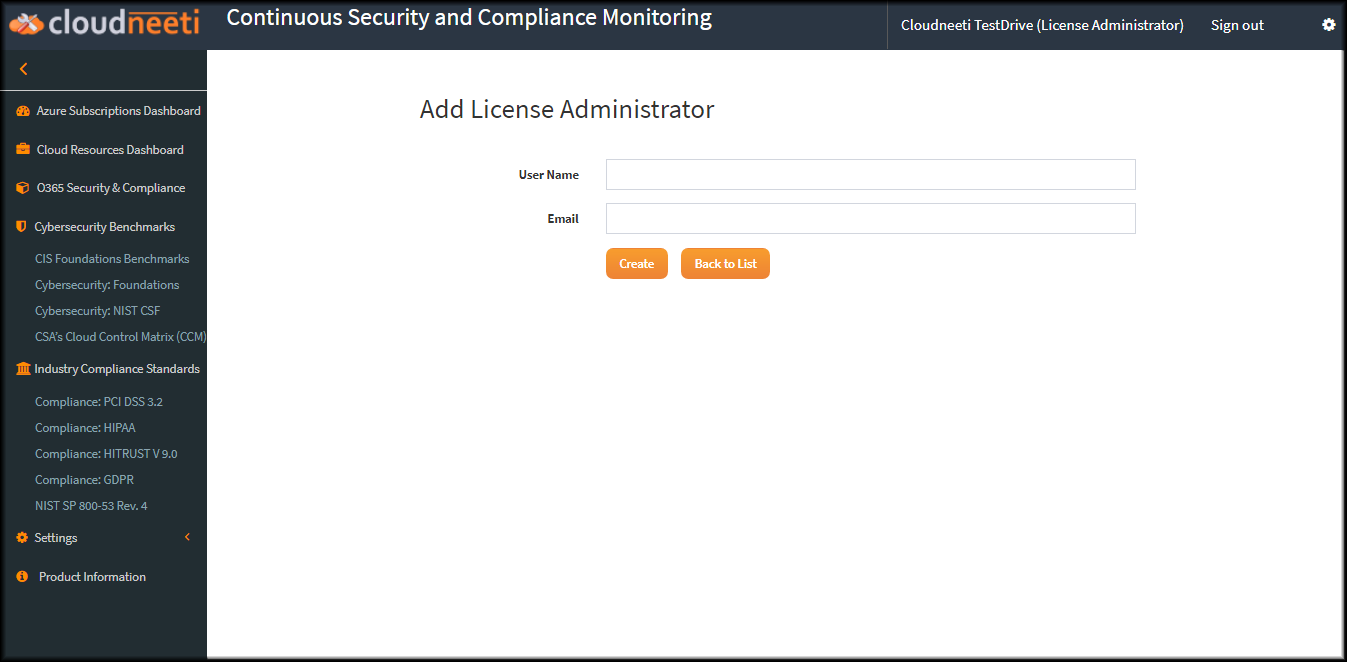 cloudneeti
Continuous Security and Compliance Monitoring
Cloudneeti TestDrive (License Administrator)
Sign out
Azure Subscriptions Dashboard
Cloud Resources Dashboard
O365 Security & Compliance
Cybersecurity Benchmarks
CIS Foundations Benchmarks
Cybersecurity: Foundations
Cybersecurity: NIST CSF
CSA's Cloud Control Matrix (CCM)
Industry Compliance Standards
Compliance: PCI DSS 3.2
Compliance: HIPAA
Compliance: HITRUST V 9.0
Compliance: GDPR
NIST SP 800-53 Rev. 4
Settings
Product Information
Add License Administrator
User Name
Email
Create
Back to List